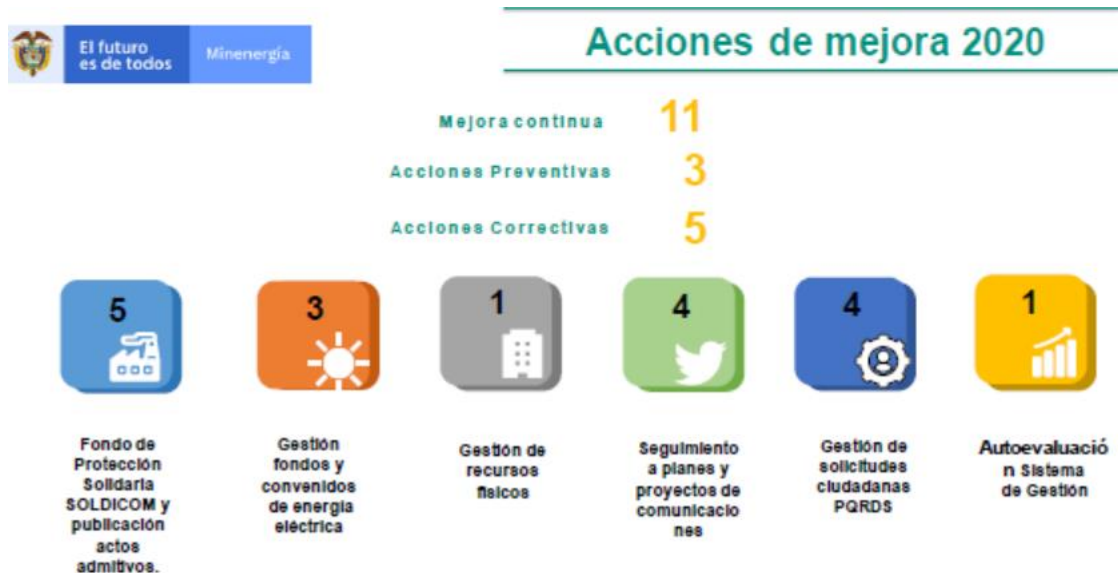 El futuro
es de todos
Minenergía
Acciones de mejora 2020
Mejora continua 11
Acciones Preventivas 3
Acciones Correctivas 5
5
3
1
4
4
1
Fondo de
Protección
Solidaria
SOLDICOM y
publicación
actos
admitivos.
Gestión
fondos y
convenidos
de energía
eléctrica
Gestión de
recursos
físicos
Seguimiento
a planes y
proyectos de
comunicacio
nes
Gestión de
solicitudes
ciudadanas
PQRDS
Autoevaluació
n Sistema
de Gestión